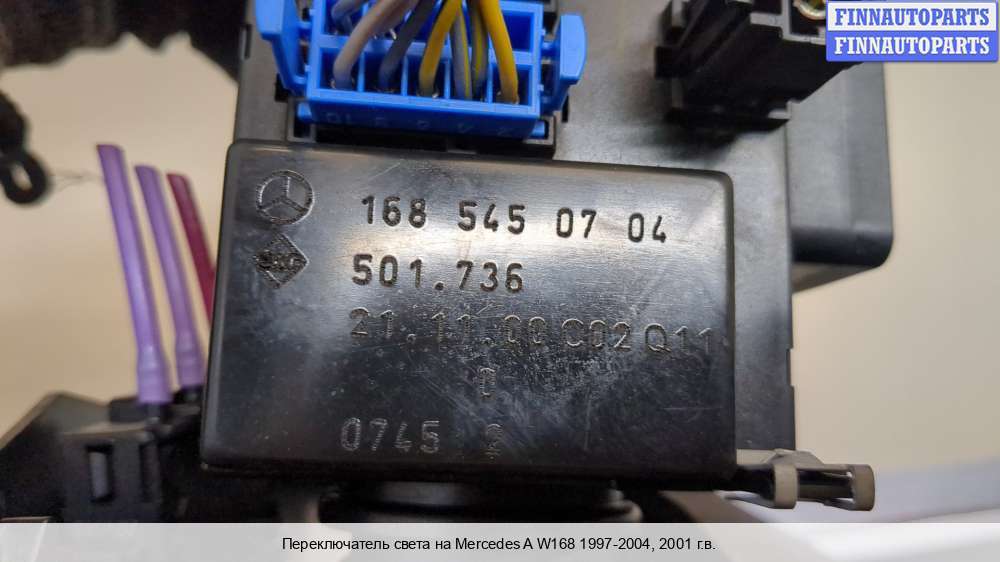 FINNAUTOPARTS
FINNAUTOPARTS
168 545 07 04
501.736
21.11.00 C02 Q11
0745
Переключатель света на Mercedes A W168 1997-2004, 2001 г.в.